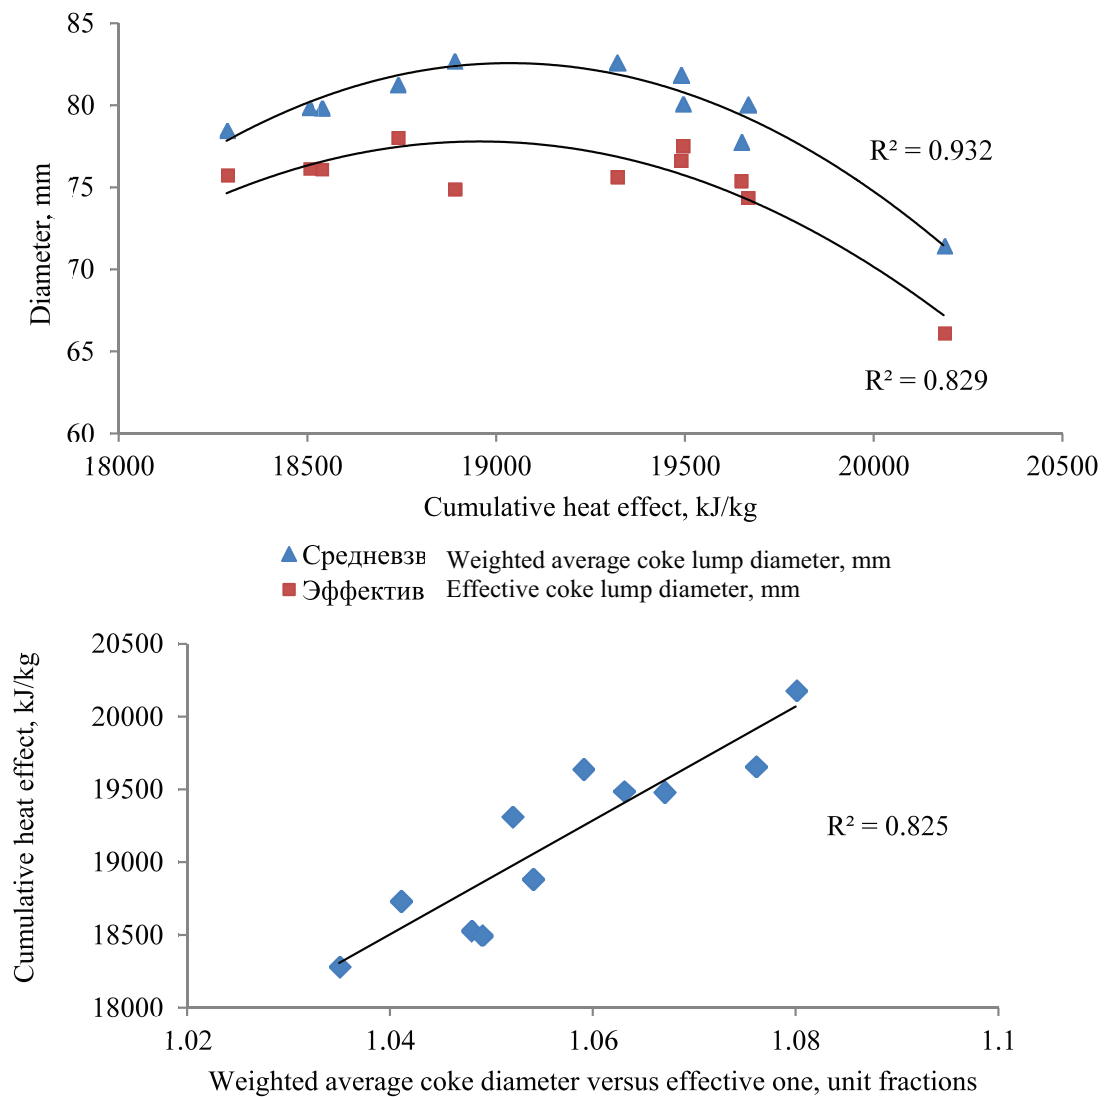 85
80
75
70
65
60
Diameter, mm
R² = 0.932
R² = 0.829
18000 18500 19000 19500 20000 20500
Cumulative heat effect, kJ/kg
Средневзв Weighted average coke lump diameter, mm
Эффектив Effective coke lump diameter, mm
20500
20000
19500
19000
18500
18000
Cumulative heat effect, kJ/kg
R² = 0.825
1.02 1.04 1.06 1.08 1.1
Weighted average coke diameter versus effective one, unit fractions